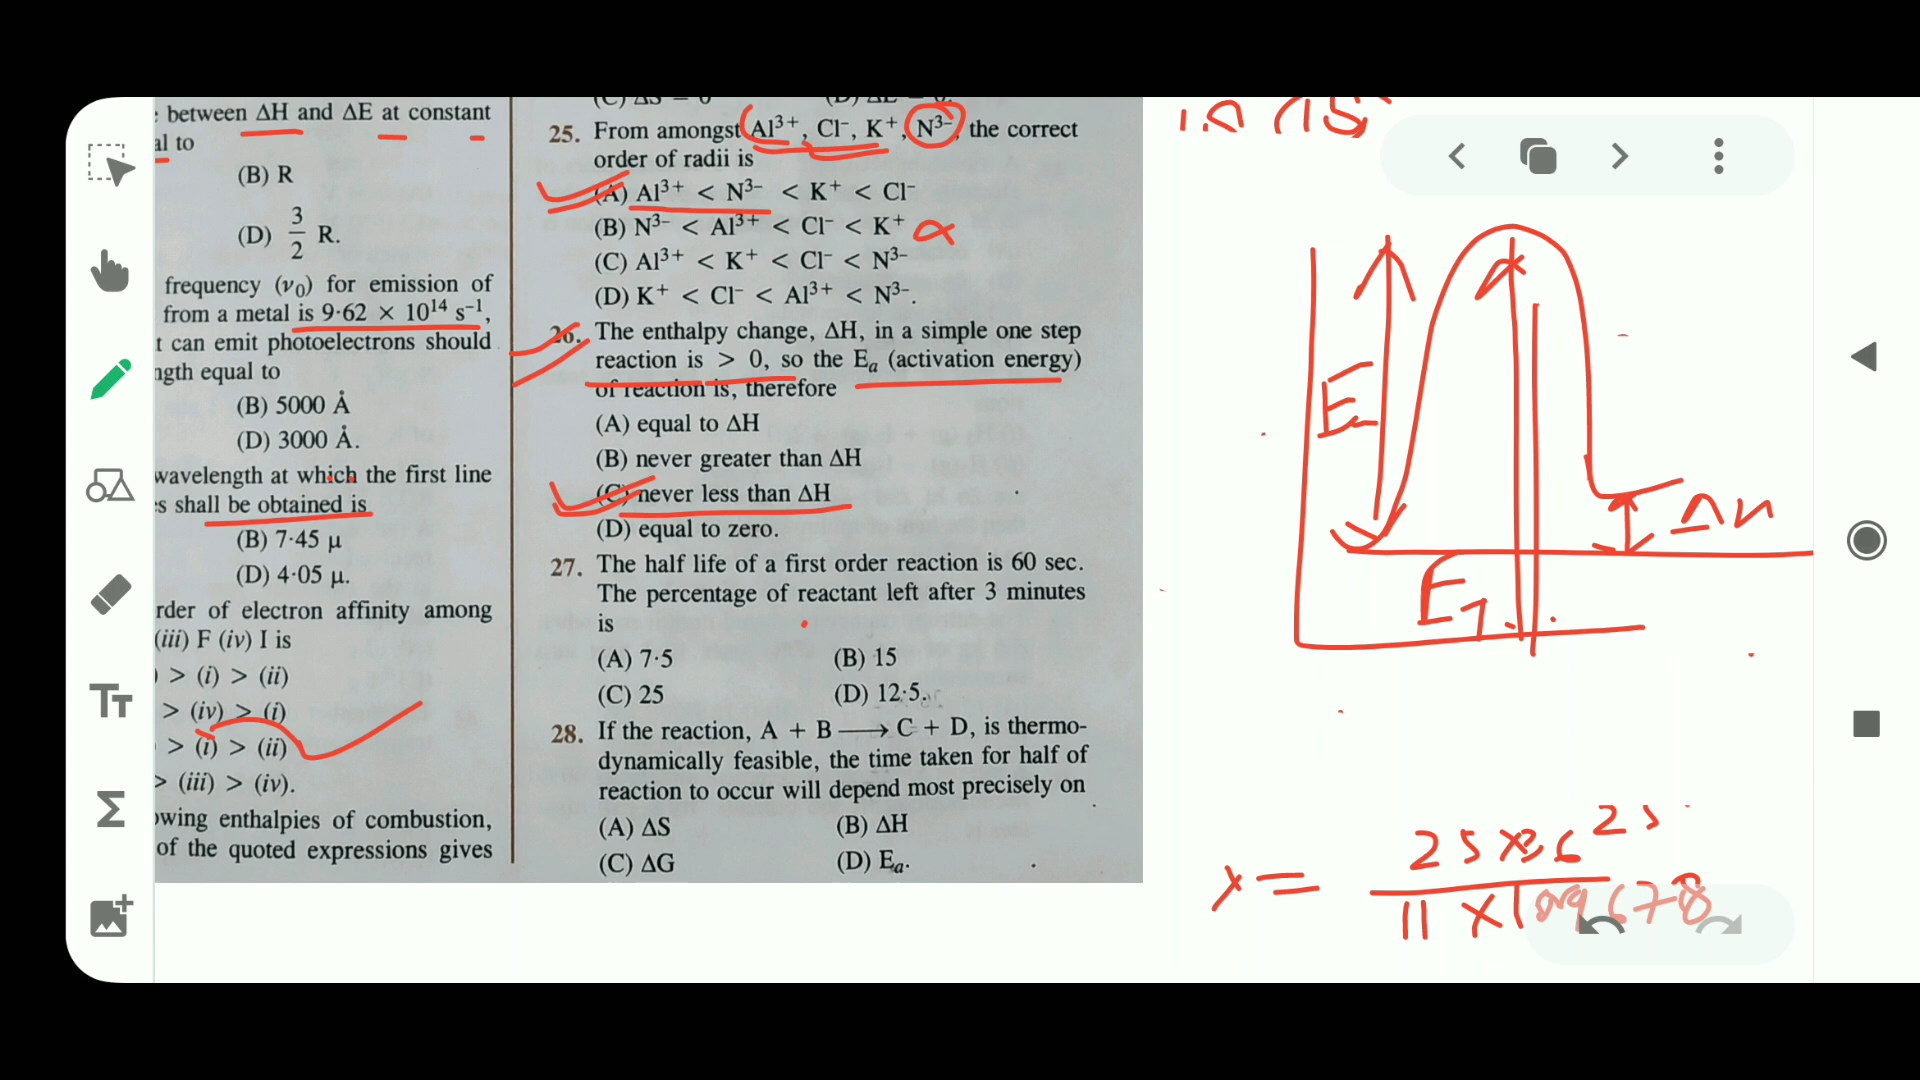 between ΔH and ΔE at constant
al to
(B) R
(D) 3/2 R.
frequency (ν0) for emission of
from a metal is 9·62 × 10¹⁴ s⁻¹,
t can emit photoelectrons should
ngth equal to
(B) 5000 Å
(D) 3000 Å.
wavelength at which the first line
s shall be obtained is
(B) 7·45 μ
(D) 4·05 μ.
rder of electron affinity among
(iii) F (iv) I is
) > (i) > (ii)
> (iv) > (i)
> (i) > (ii)
> (iii) > (iv).
owing enthalpies of combustion,
of the quoted expressions gives
(C) ΔS = 0 (D) ΔE = 0.
25. From amongst Al³⁺, Cl⁻, K⁺, N³⁻, the correct
order of radii is
(A) Al³⁺ < N³⁻ < K⁺ < Cl⁻
(B) N³⁻ < Al³⁺ < Cl⁻ < K⁺
(C) Al³⁺ < K⁺ < Cl⁻ < N³⁻
(D) K⁺ < Cl⁻ < Al³⁺ < N³⁻.
26. The enthalpy change, ΔH, in a simple one step
reaction is > 0, so the Ea (activation energy)
of reaction is, therefore
(A) equal to ΔH
(B) never greater than ΔH
(C) never less than ΔH
(D) equal to zero.
27. The half life of a first order reaction is 60 sec.
The percentage of reactant left after 3 minutes
is
(A) 7·5 (B) 15
(C) 25 (D) 12·5.
28. If the reaction, A + B ⟶ C + D, is thermo-
dynamically feasible, the time taken for half of
reaction to occur will depend most precisely on
(A) ΔS (B) ΔH
(C) ΔG (D) Ea.
E
ΔH
E
x =
11 × 109678
TT
Σ